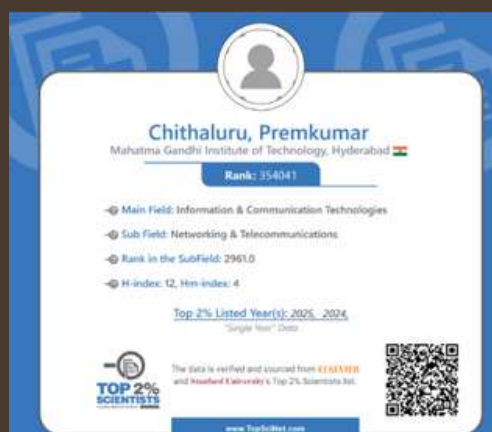 Chithaluru, Premkumar
Mahatma Gandhi Institute of Technology, Hyderabad
Rank: 354041
Main Field: Information & Communication Technologies
Sub Field: Networking & Telecommunications
Rank in the SubField: 2961.0
H-index: 12, Hm-index: 4
Top 2% Listed Year(s): 2025, 2024,
"Single Year" Data
TOP 2%
SCIENTISTS
The data is verified and sourced from ELSEVIER
and Stanford University's Top 2% Scientists list.
www.TopSciNet.com